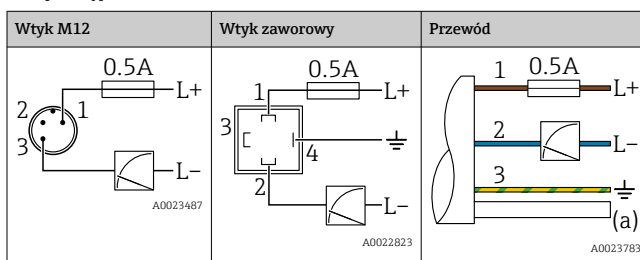 Wtyk M12 Wtyk zaworowy Przewód
0.5A
L+
2 1
3
L-
A0023487
0.5A
1 L+
3 4
2
L-
A0022823
1 0.5A
L+
2
L-
3
(a)
A0023783